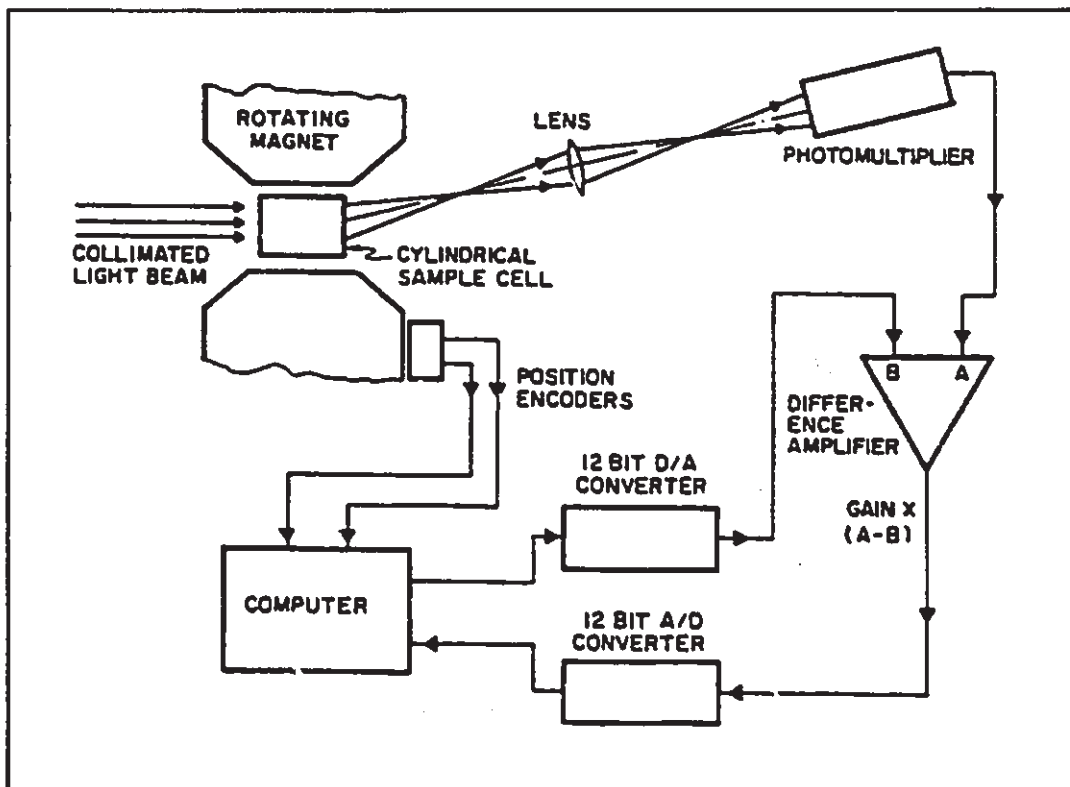 ROTATING
MAGNET
LENS
PHOTOMULTIPLIER
COLLIMATED
LIGHT BEAM
CYLINDRICAL
SAMPLE CELL
POSITION
ENCODERS
B A
DIFFER-
ENCE
AMPLIFIER
12 BIT D/A
CONVERTER
GAIN X
(A-B)
COMPUTER
12 BIT A/D
CONVERTER